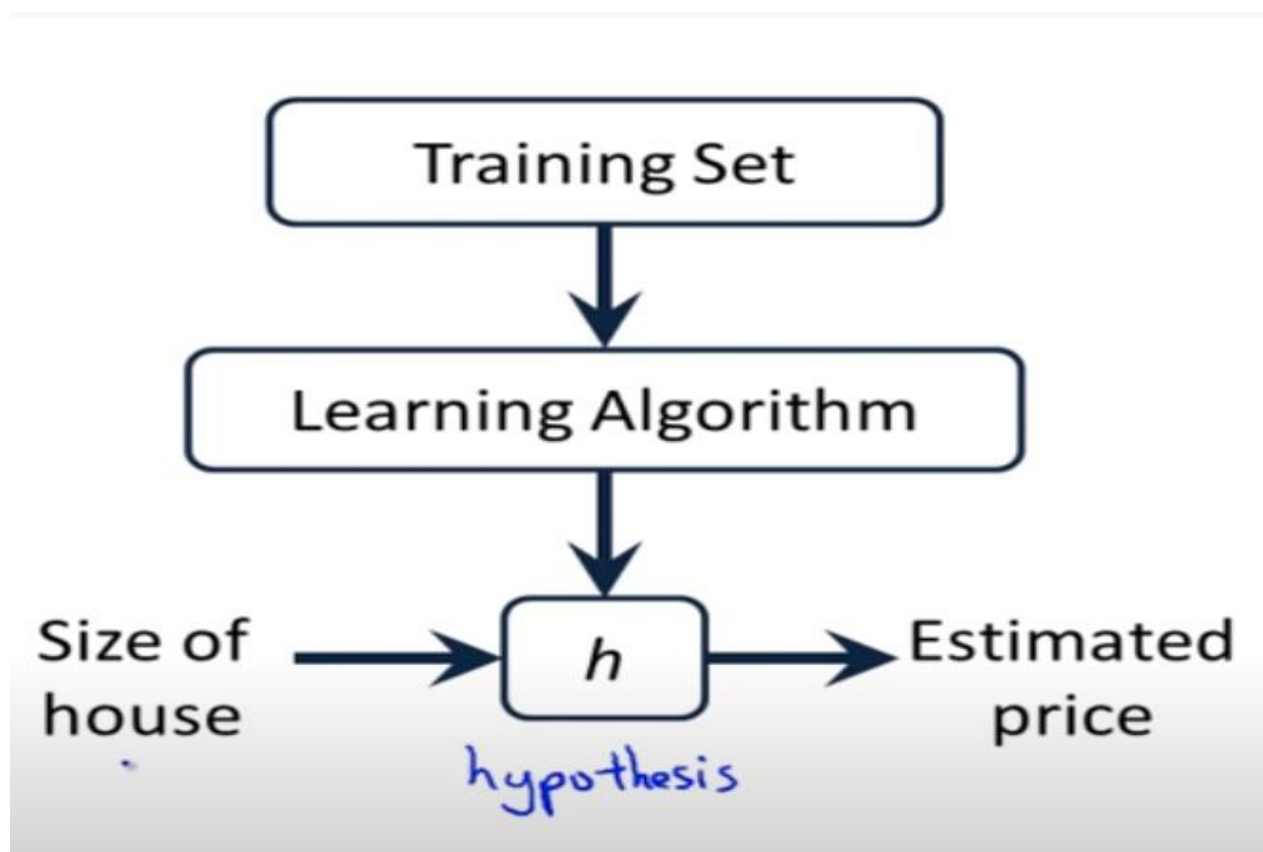 Training Set
Learning Algorithm
Size of
house
h
Estimated
price
hypothesis